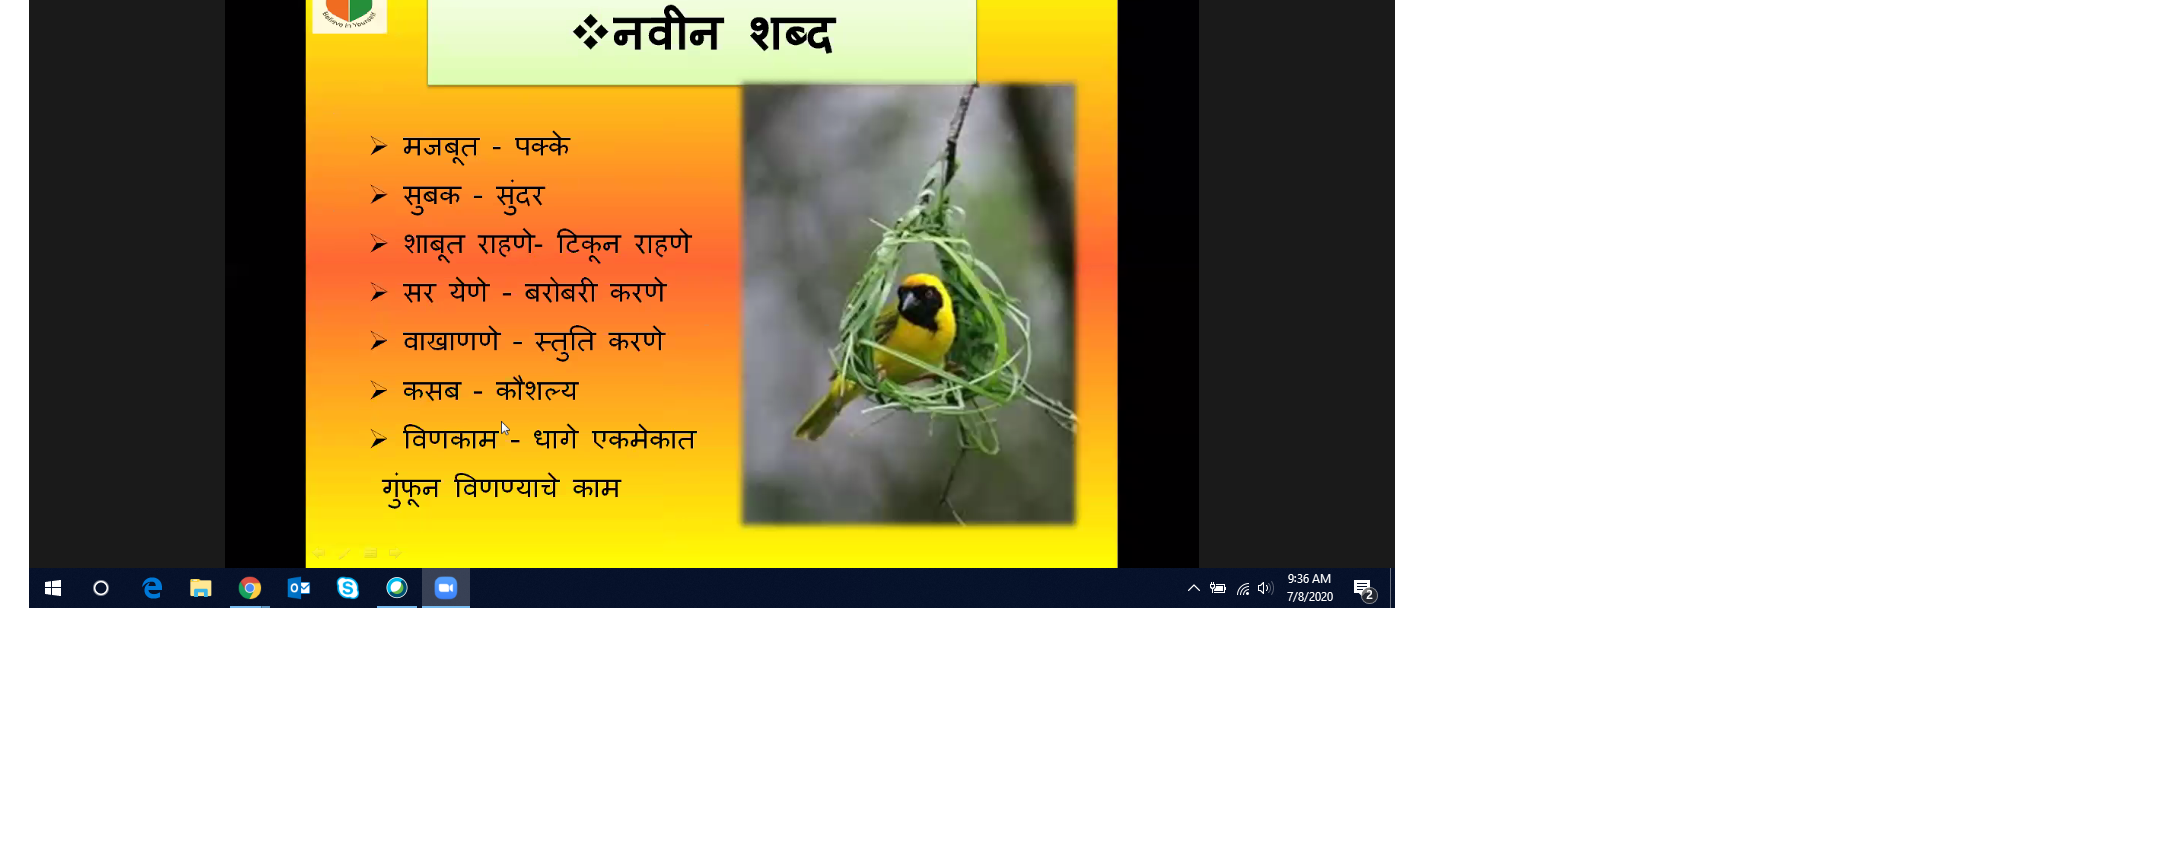 Believe in Yourself
❖नवीन शब्द
➢ मजबूत - पक्के
➢ सुबक - सुंदर
➢ शाबूत राहणे- टिकून राहणे
➢ सर येणे - बरोबरी करणे
➢ वाखाणणे - स्तुति करणे
➢ कसब - कौशल्य
➢ विणकाम - धागे एकमेकात
गुंफून विणण्याचे काम
9:36 AM
7/8/2020
2